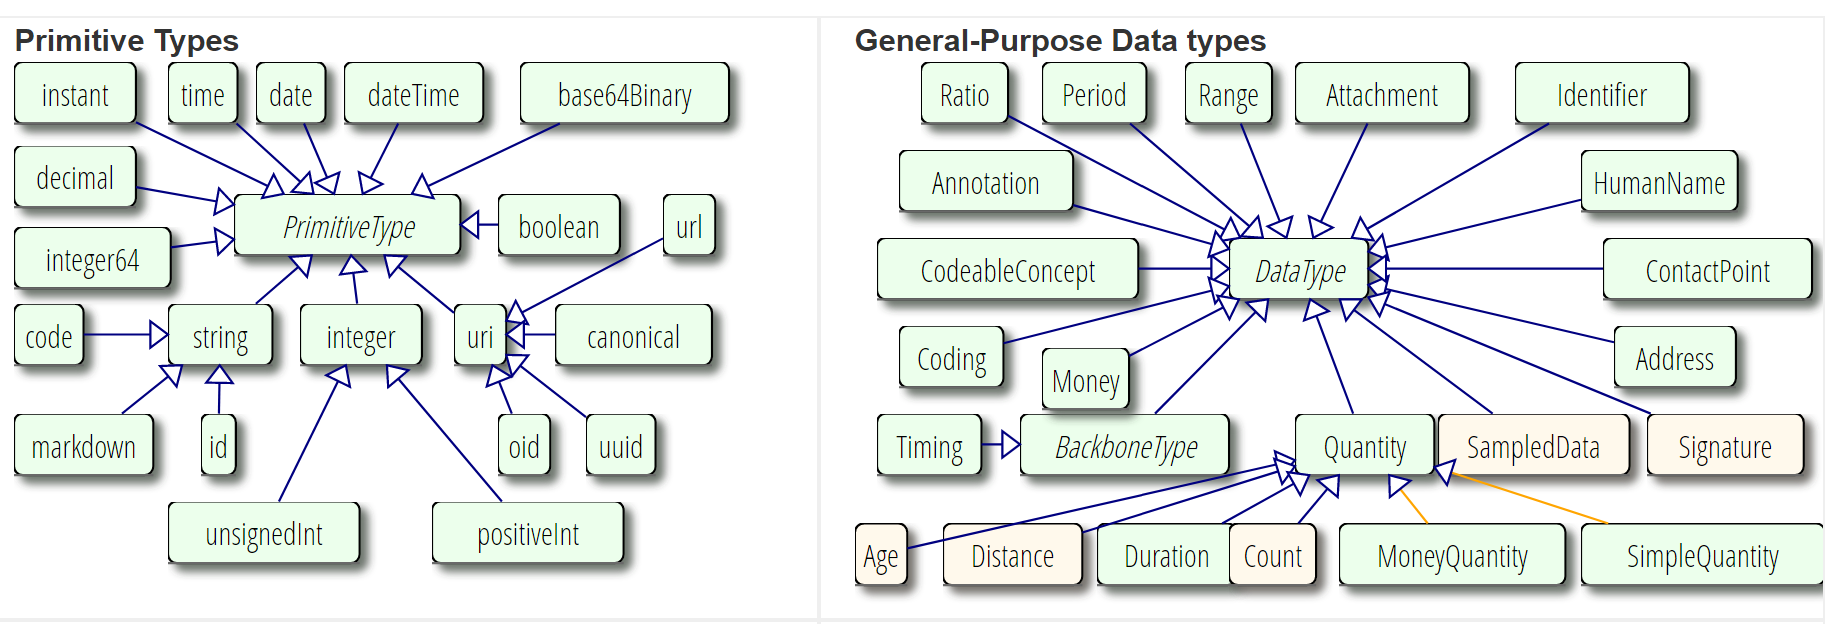 Primitive Types
instant time date dateTime base64Binary
decimal
PrimitiveType boolean url
integer64
code string integer uri canonical
markdown id oid uuid
unsignedInt positiveInt
General-Purpose Data types
Ratio Period Range Attachment Identifier
Annotation HumanName
CodeableConcept DataType ContactPoint
Coding Money Address
Timing BackboneType Quantity SampledData Signature
Age Distance Duration Count MoneyQuantity SimpleQuantity